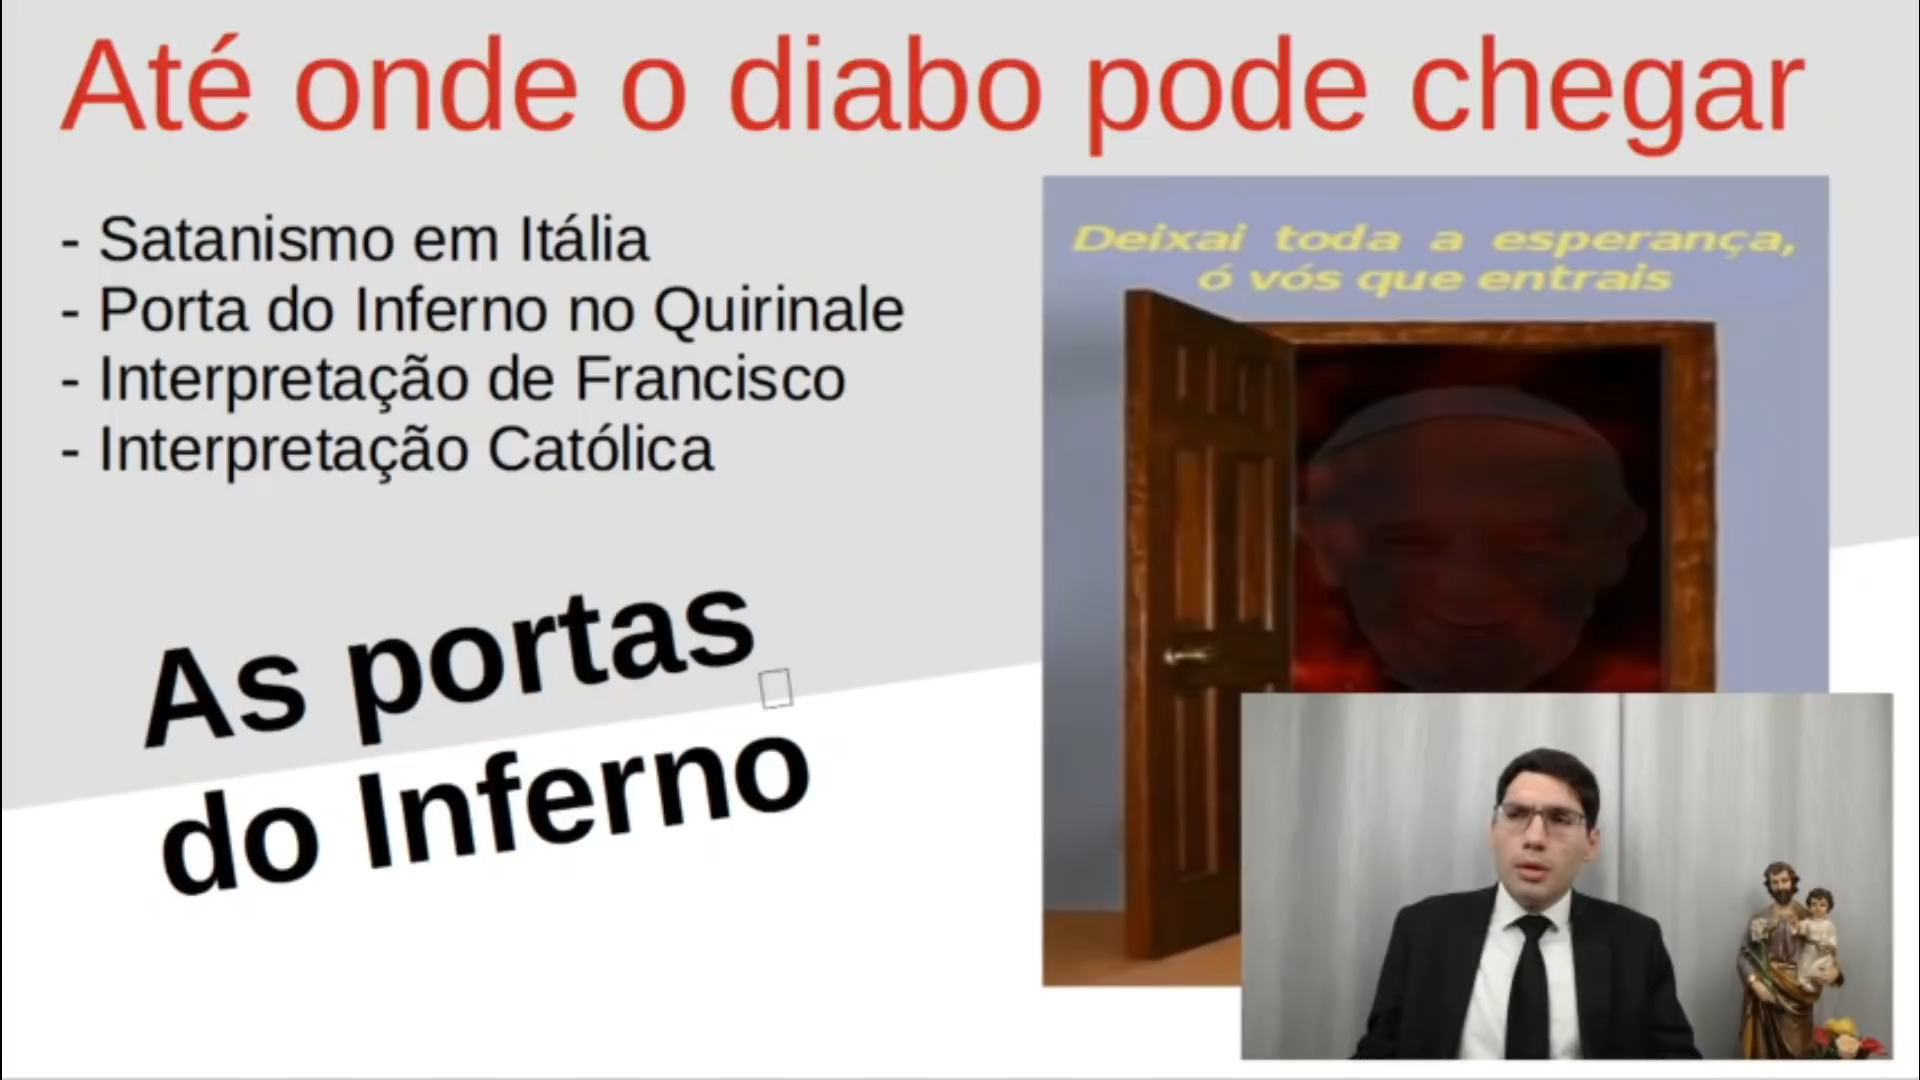 Até onde o diabo pode chegar
- Satanismo em Itália
- Porta do Inferno no Quirinale
- Interpretação de Francisco
- Interpretação Católica
Deixai toda a esperança,
ó vós que entrais
As portas
do Inferno